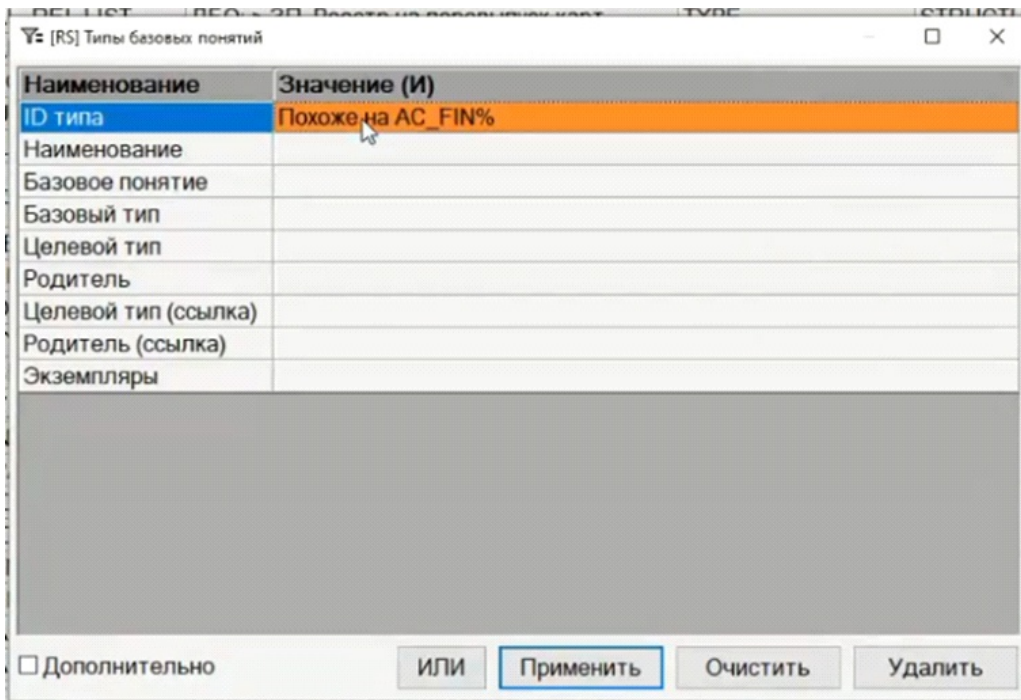 [RS] Типы базовых понятий
Наименование Значение (И)
ID типа Похоже на AC_FIN%
Наименование
Базовое понятие
Базовый тип
Целевой тип
Родитель
Целевой тип (ссылка)
Родитель (ссылка)
Экземпляры
Дополнительно ИЛИ Применить Очистить Удалить